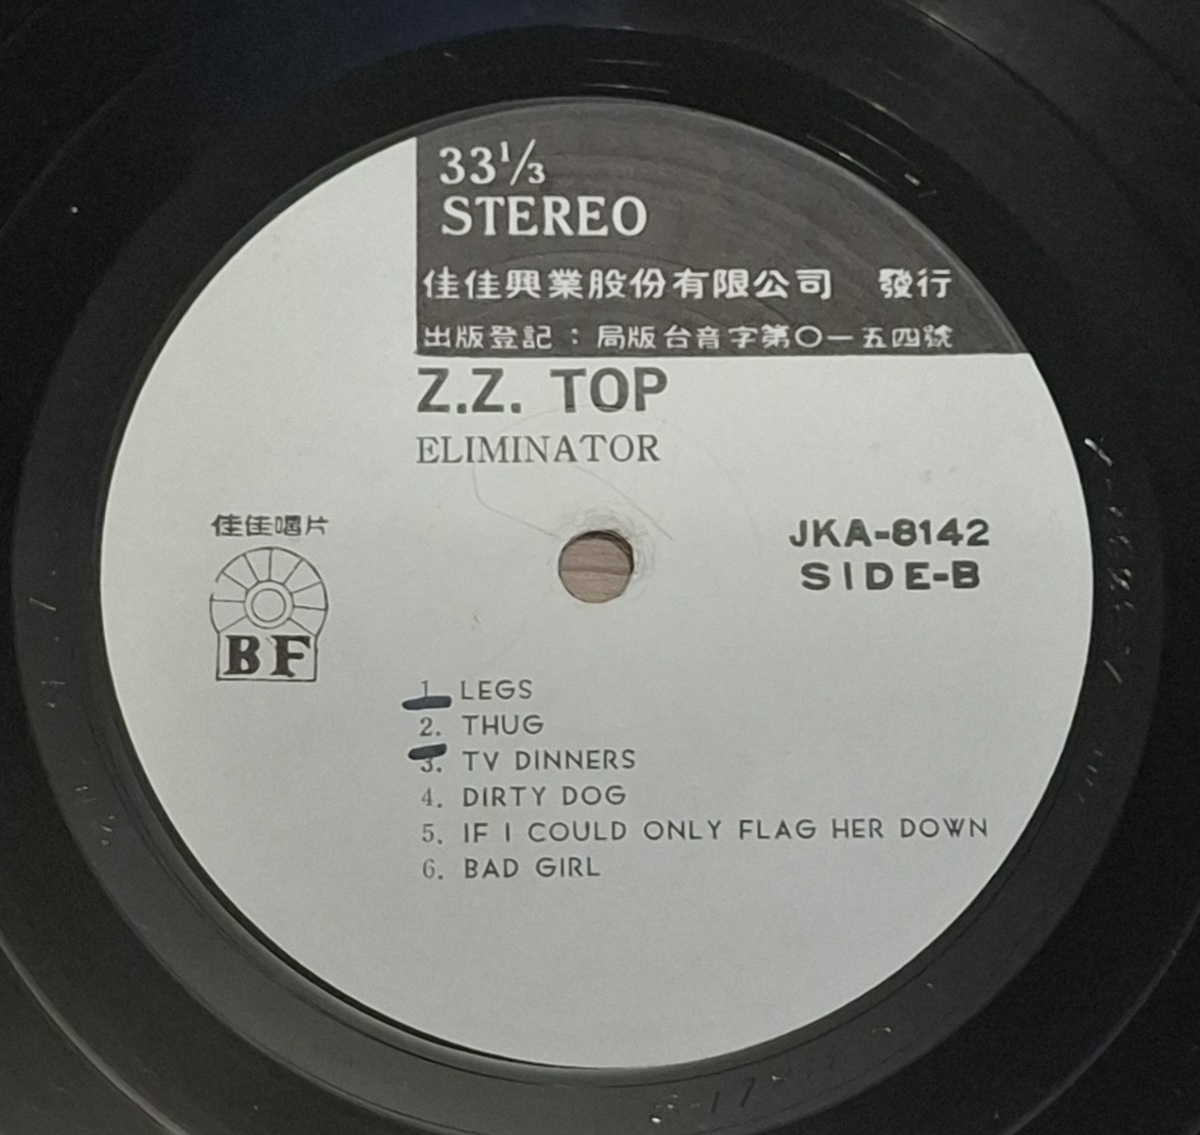 33⅓
STEREO
佳佳興業股份有限公司 發行
出版登記：局版台音字第〇一五四號
Z.Z. TOP
ELIMINATOR
佳佳唱片
BF
JKA-8142
SIDE-B
1. LEGS
2. THUG
3. TV DINNERS
4. DIRTY DOG
5. IF I COULD ONLY FLAG HER DOWN
6. BAD GIRL